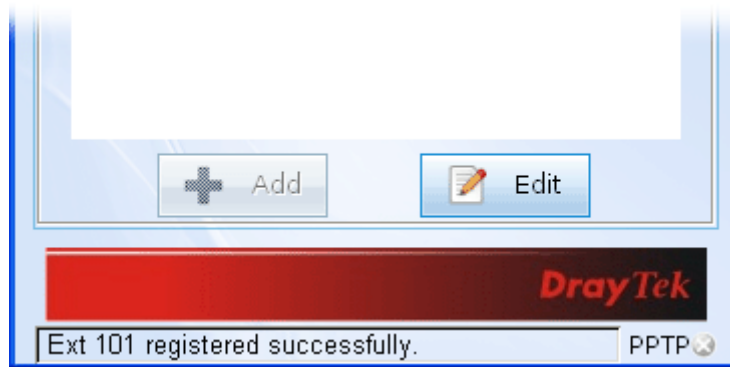 Add
Edit
DrayTek
Ext 101 registered successfully.
PPTP